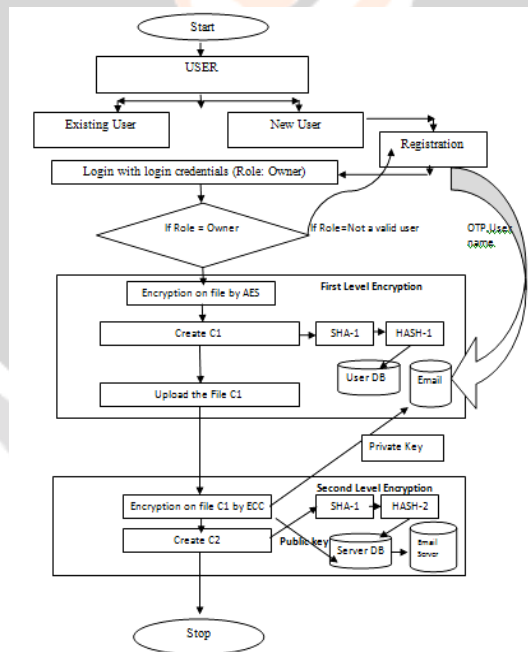 Start
USER
Existing User
New User
Registration
Login with login credentials (Role: Owner)
If Role = Owner
If Role=Not a valid user
OTP,User
name.
Encryption on file by AES
First Level Encryption
Create C1
SHA-1
HASH-1
User DB
Email
Upload the File C1
Private Key
Second Level Encryption
Encryption on file C1 by ECC
SHA-1
HASH-2
Create C2
Public key
Server DB
Email
Server
Stop